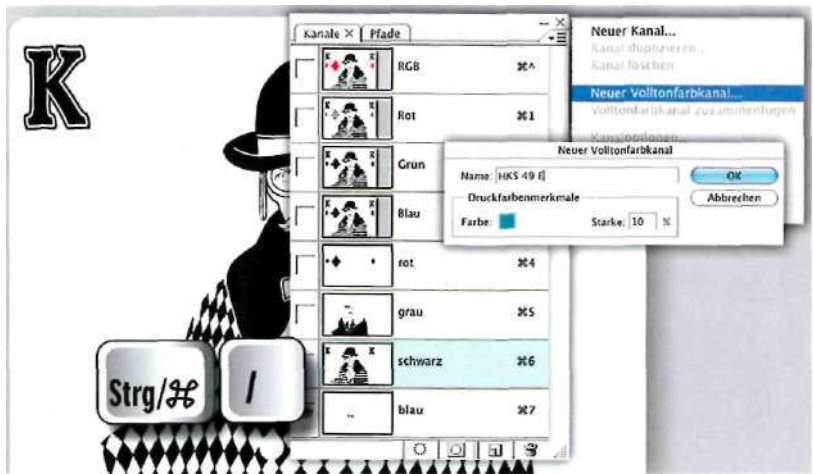 K
Kanäle × Pfade
RGB ⌘^
Rot ⌘1
Grün
Blau
rot ⌘4
grau ⌘5
schwarz ⌘6
blau ⌘7
Neuer Kanal...
Kanal duplizieren...
Kanal löschen
Neuer Volltonfarbkanal...
Volltonfarbkanal zusammenfügen
Kanaloptionen...
Neuer Volltonfarbkanal
Name: HKS 49 E
OK
Druckfarbenmerkmale
Abbrechen
Farbe:
Stärke: 10 %
Strg/⌘
/